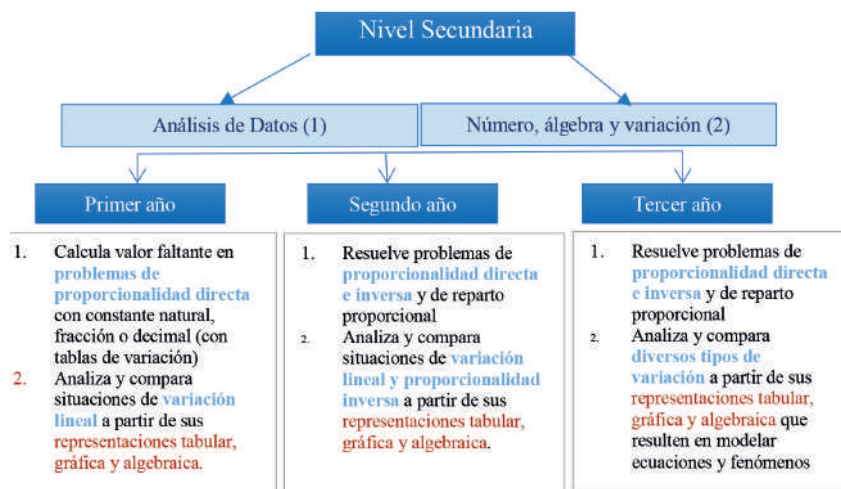 Nivel Secundaria
Análisis de Datos (1)
Número, álgebra y variación (2)
Primer año
Segundo año
Tercer año
1. Calcula valor faltante en
problemas de
proporcionalidad directa
con constante natural,
fracción o decimal (con
tablas de variación)
2. Analiza y compara
situaciones de variación
lineal a partir de sus
representaciones tabular,
gráfica y algebraica.
1. Resuelve problemas de
proporcionalidad directa
e inversa y de reparto
proporcional
2. Analiza y compara
situaciones de variación
lineal y proporcionalidad
inversa a partir de sus
representaciones tabular,
gráfica y algebraica.
1. Resuelve problemas de
proporcionalidad directa
e inversa y de reparto
proporcional
2. Analiza y compara
diversos tipos de
variación a partir de sus
representaciones tabular,
gráfica y algebraica que
resulten en modelar
ecuaciones y fenómenos